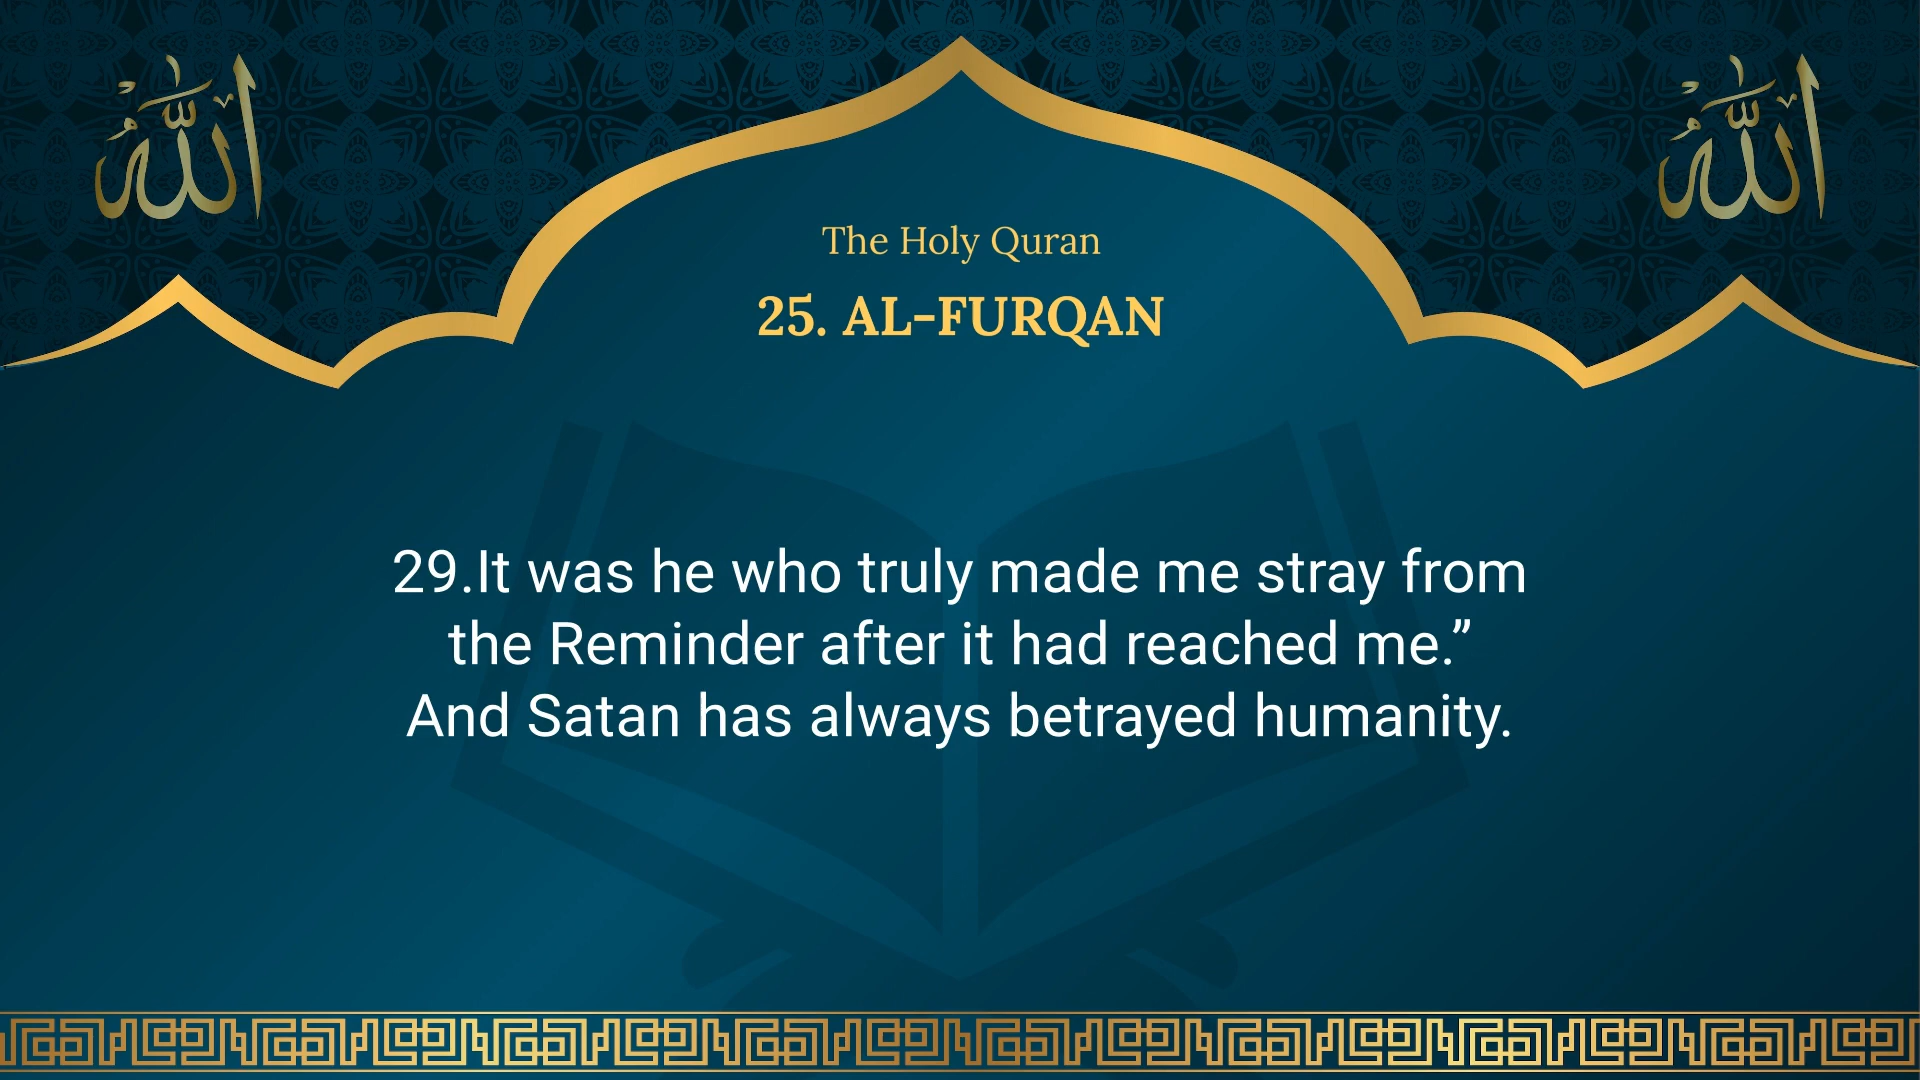 الله
الله
The Holy Quran
25. AL-FURQAN
29.It was he who truly made me stray from
the Reminder after it had reached me.”
And Satan has always betrayed humanity.